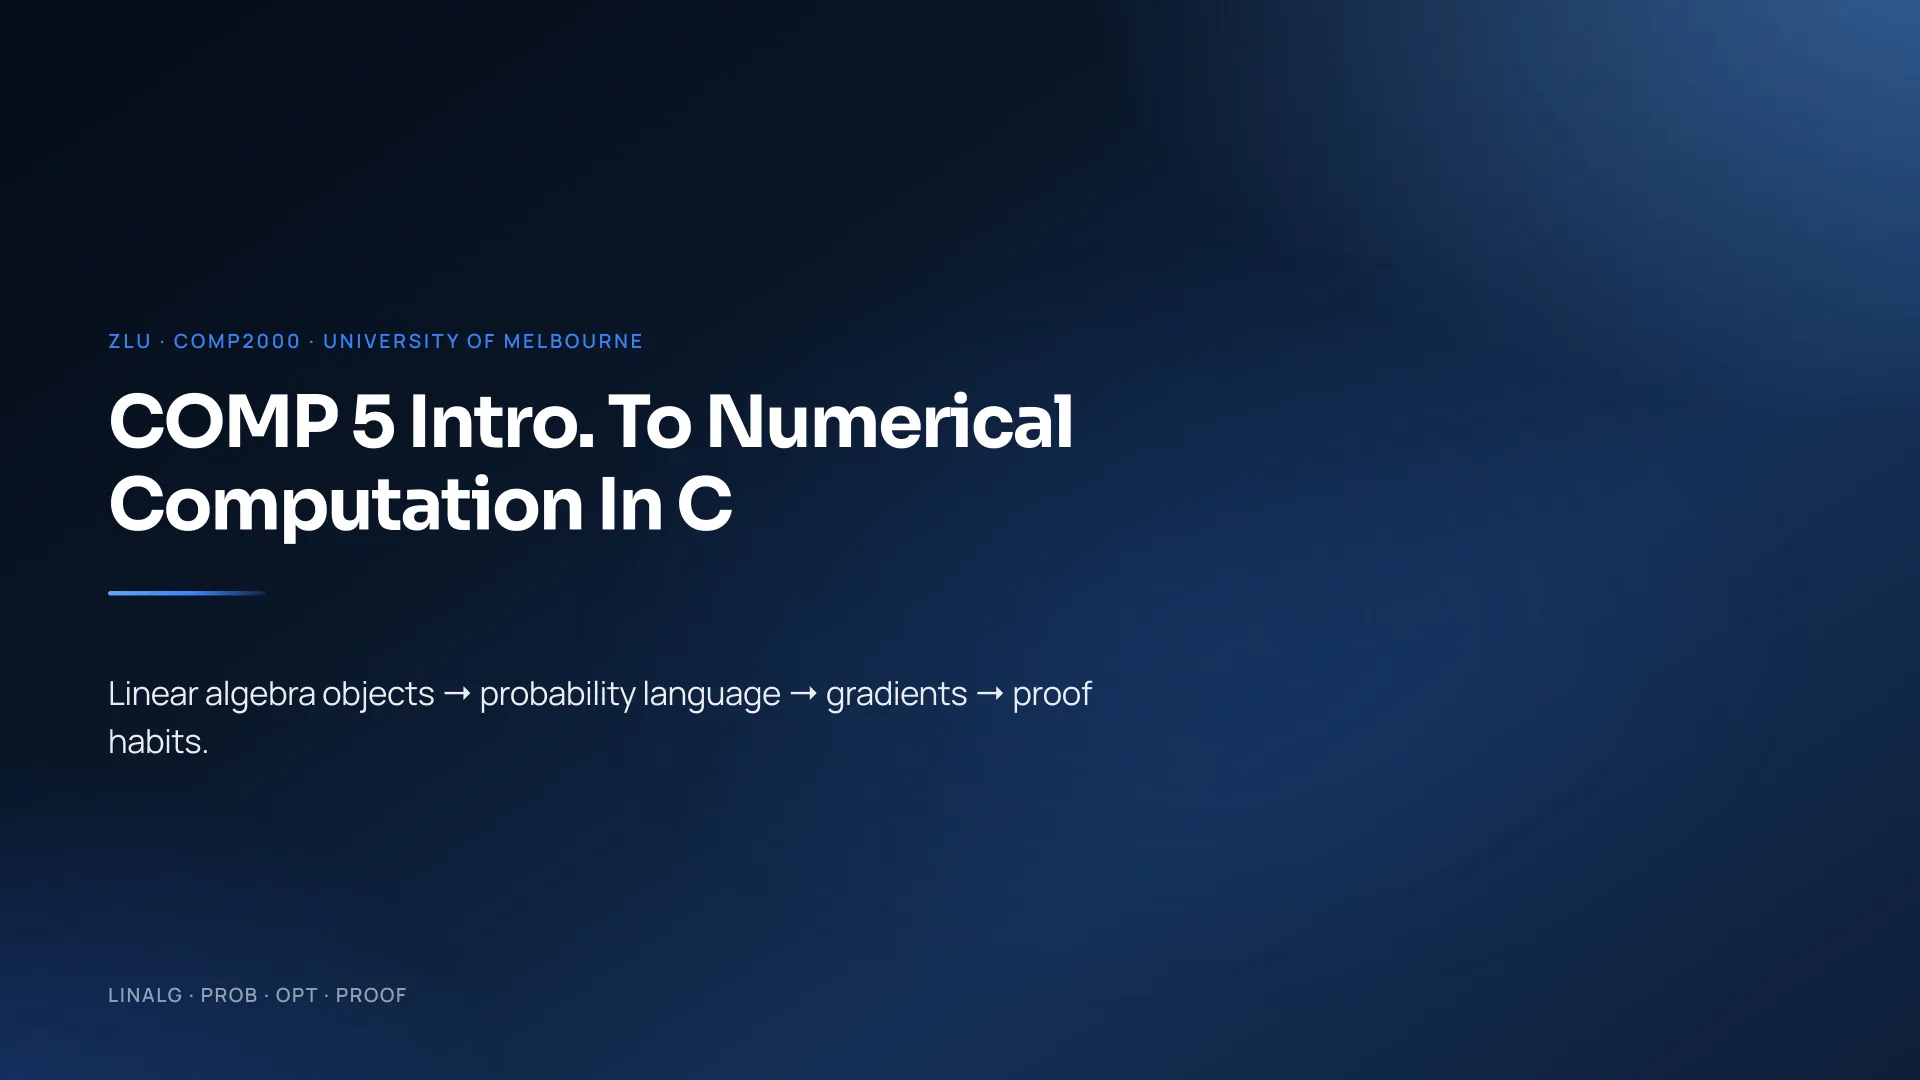 ZLU · COMP2000 · UNIVERSITY OF MELBOURNE
COMP 5 Intro. To Numerical
Computation In C
Linear algebra objects → probability language → gradients → proof
habits.
LINALG · PROB · OPT · PROOF